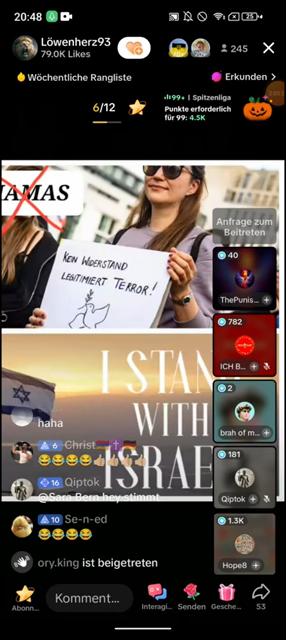 20:48
25
Löwenherz93
79.0K Likes
245
Wöchentliche Rangliste
Erkunden >
6/12
99+ | Spitzenliga
Punkte erforderlich
für 99: 4.5K
AMAS
KEIN WIDERSTAND
LEGITIMIERT TERROR!
Anfrage zum
Beitreten
40
ThePunis...
782
ICH B...
2
brah of m...
181
Qiptok
1.3K
Hope8
I STAN
WITH
ISRAE
haha
6 Christ
Qiptok
@Sara Bern hey stimmt
10 Se-n-ed
ory.king ist beigetreten
Abonn...
Kommentar...
Interagi...
Senden
Gesche...
53